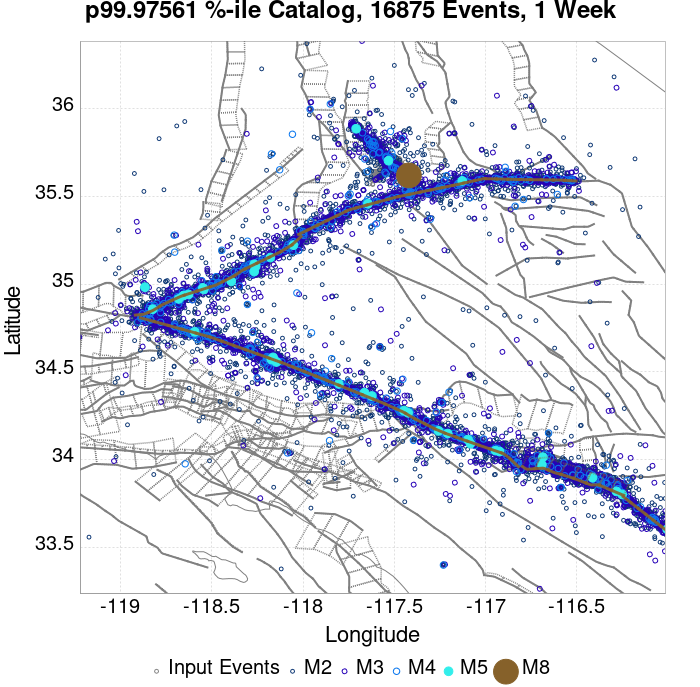 p99.97561 %-ile Catalog, 16875 Events, 1 Week
36
35.5
35
34.5
34
33.5
Latitude
-119 -118.5 -118 -117.5 -117 -116.5
Longitude
Input Events M2 M3 M4 M5 M8